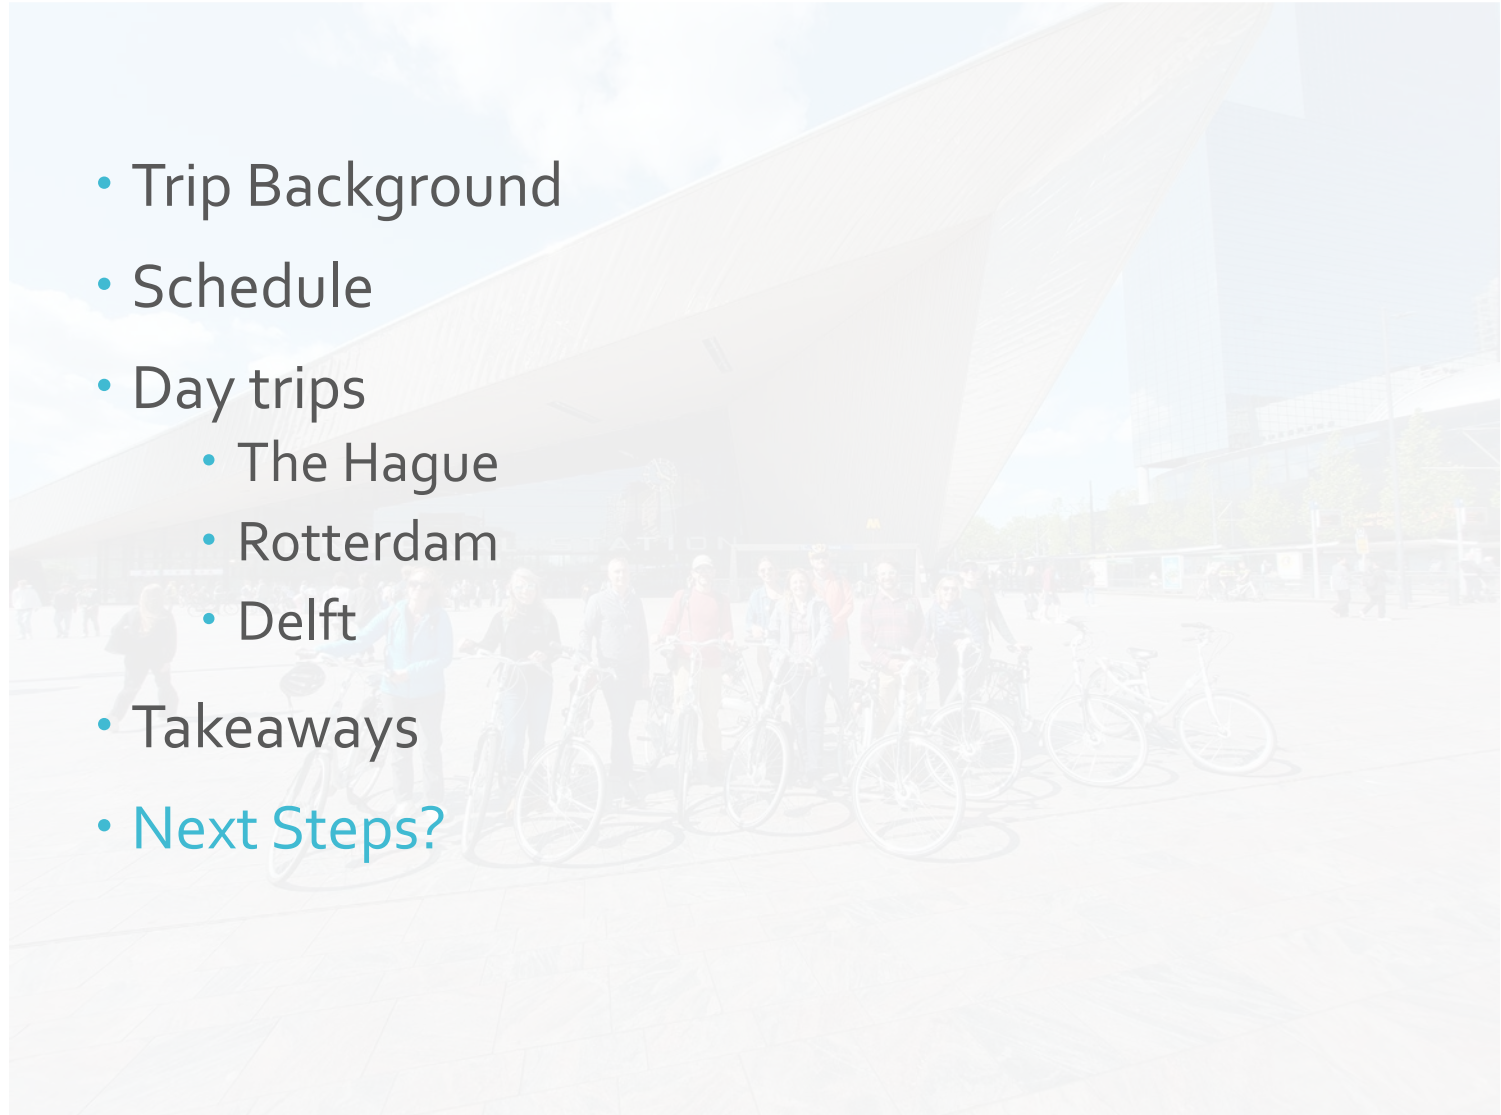 • Trip Background
• Schedule
• Day trips
• The Hague
• Rotterdam
• Delft
• Takeaways
• Next Steps?